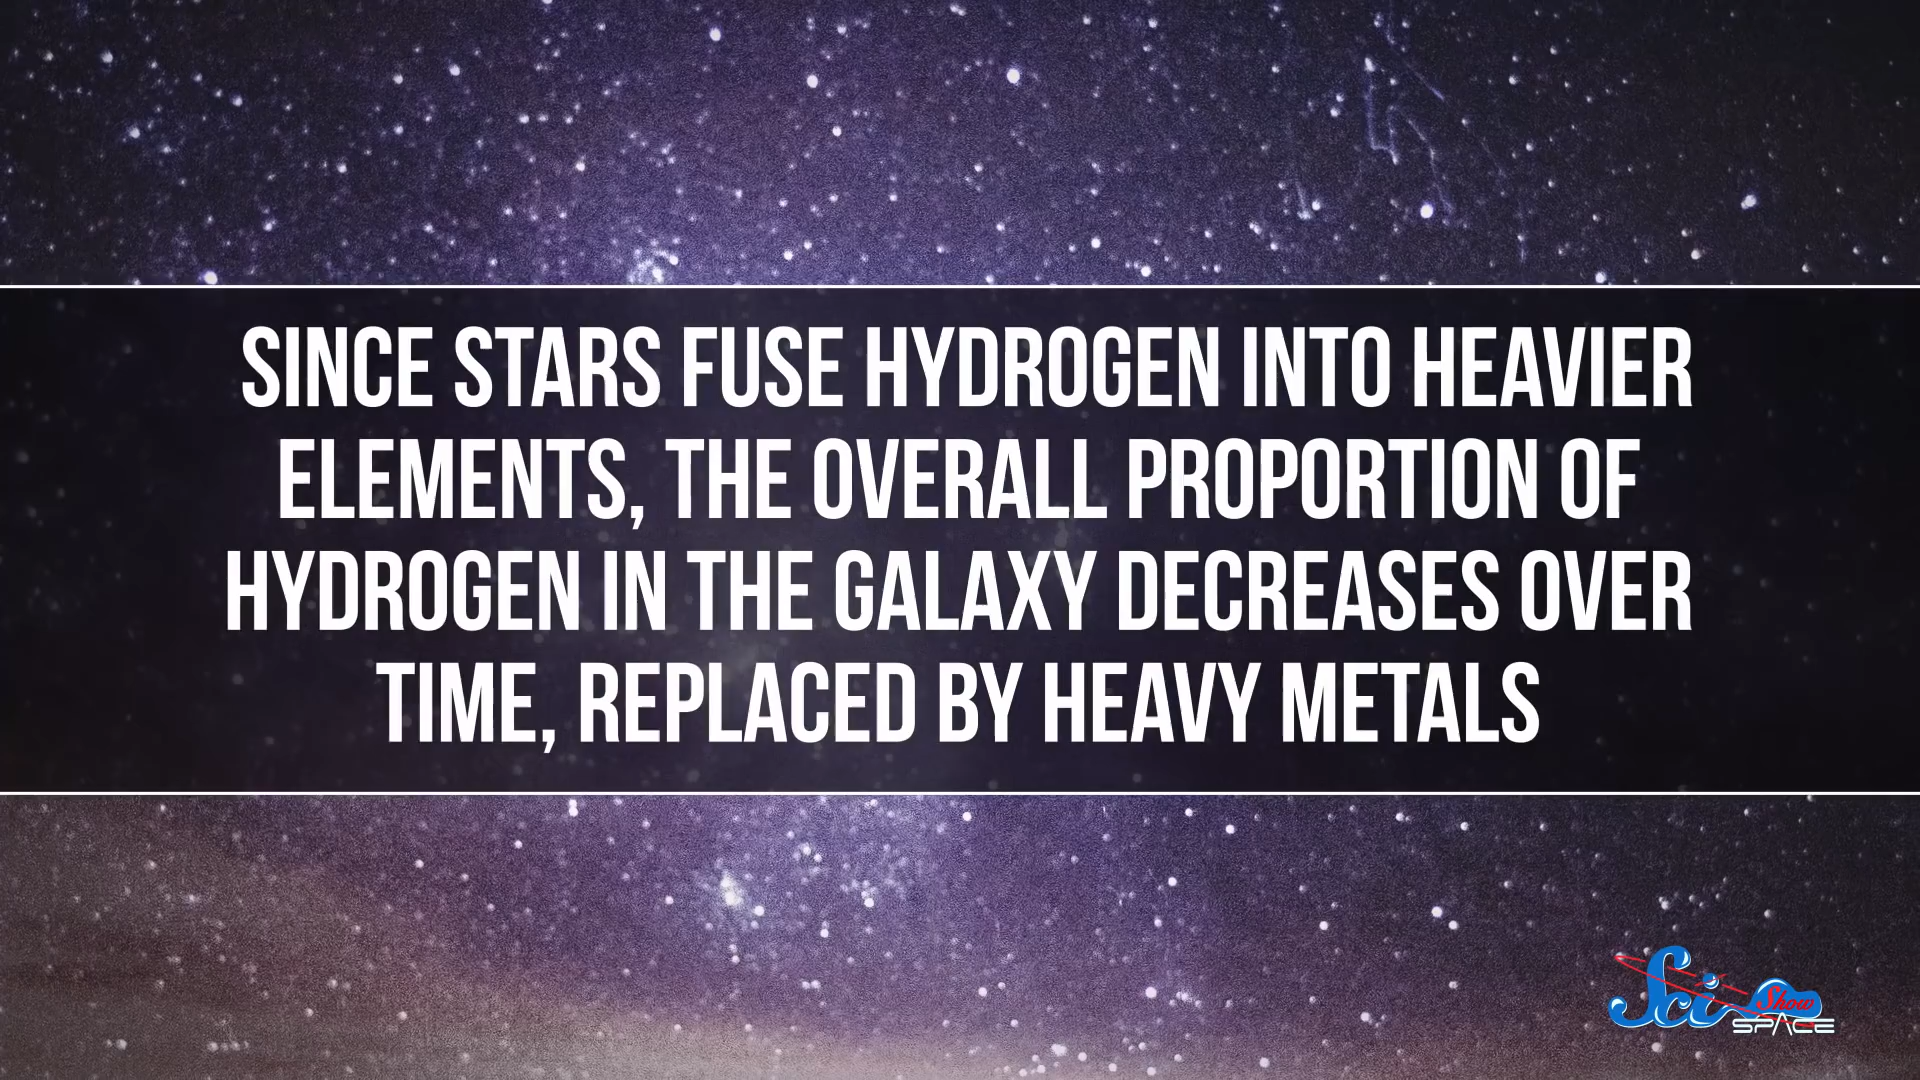 SINCE STARS FUSE HYDROGEN INTO HEAVIER
ELEMENTS, THE OVERALL PROPORTION OF
HYDROGEN IN THE GALAXY DECREASES OVER
TIME, REPLACED BY HEAVY METALS
Sci Show
SPACE